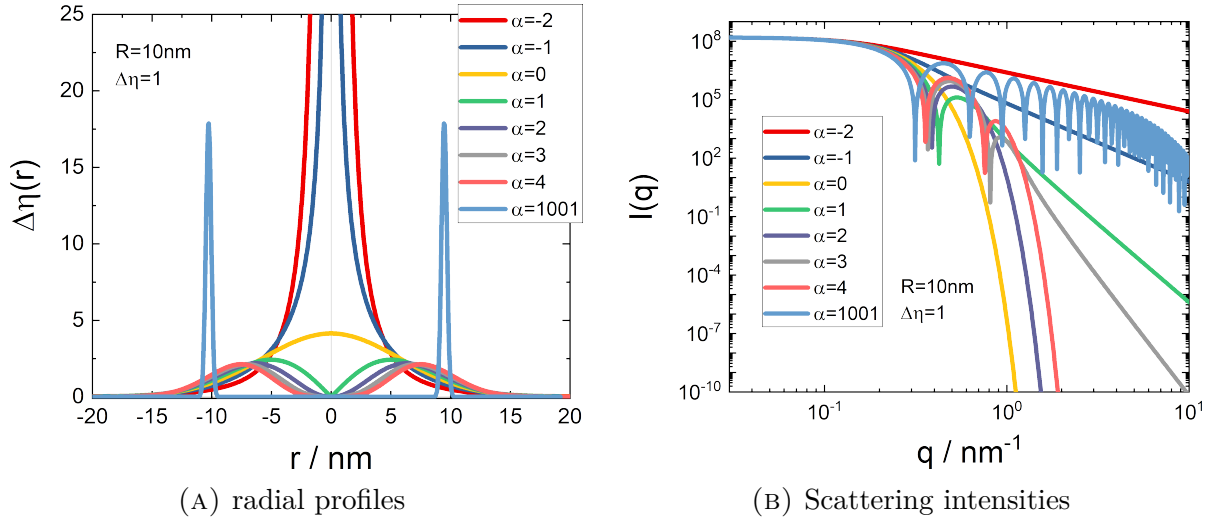 25
20
15
10
5
0
Δη(r)
R=10nm
Δη=1
α=-2
α=-1
α=0
α=1
α=2
α=3
α=4
α=1001
-20 -15 -10 -5 0 5 10 15 20
r / nm
(A) radial profiles
10^8
10^5
10^2
10^-1
10^-4
10^-7
10^-10
I(q)
α=-2
α=-1
α=0
α=1
α=2
α=3
α=4
α=1001
R=10nm
Δη=1
10^-1 10^0 10^1
q / nm^-1
(B) Scattering intensities